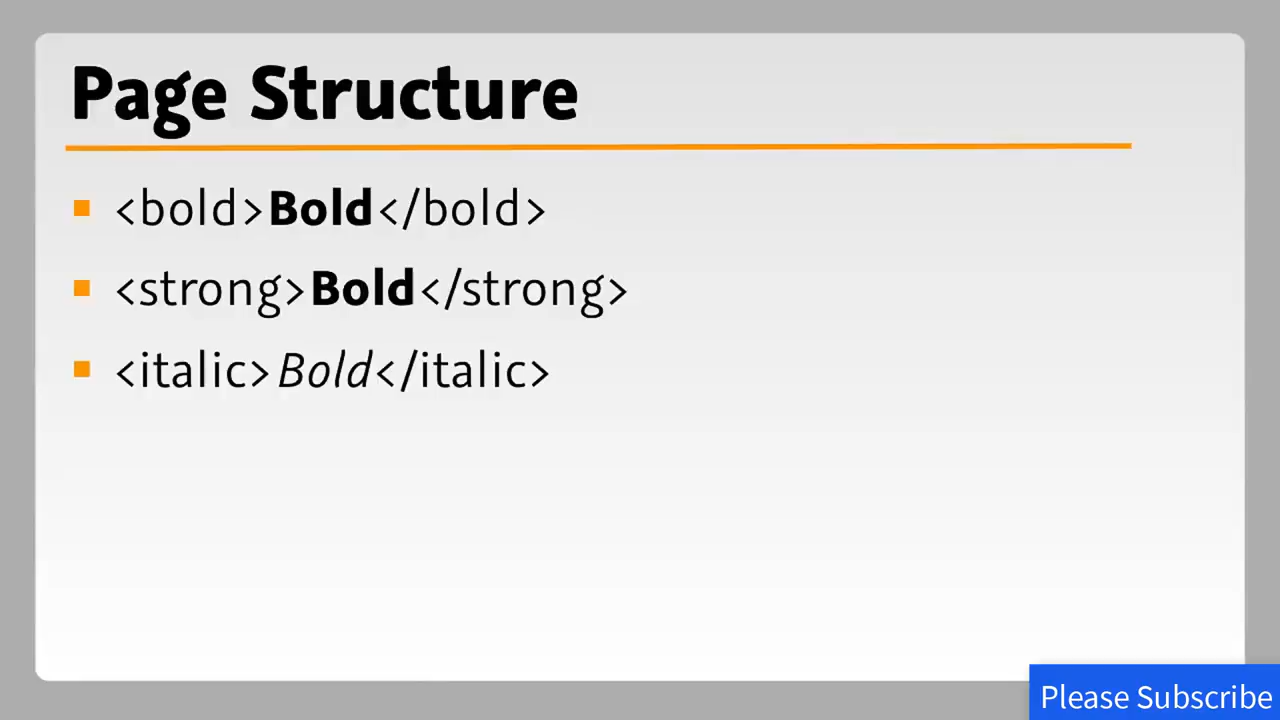 Page Structure
<bold>Bold</bold>
<strong>Bold</strong>
<italic>Bold</italic>
Please Subscribe